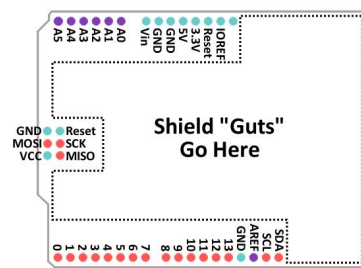 A5 A4 A3 A2 A1 A0 Vin GND GND 5V 3.3V Reset IOREF
GND Reset
MOSI SCK
VCC MISO
Shield "Guts"
Go Here
0 1 2 3 4 5 6 7 8 9 10 11 12 13 GND AREF SCL SDA